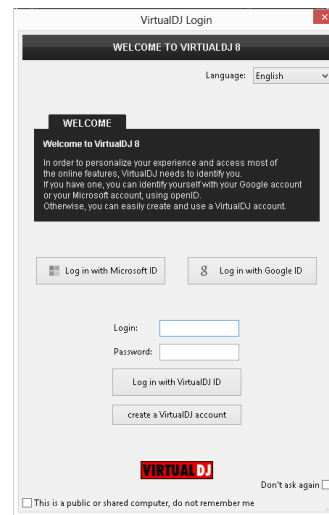 VirtualDJ Login
WELCOME TO VIRTUALDJ 8
Language: English
WELCOME
Welcome to VirtualDJ 8
In order to personalize your experience and access most of
the online features, VirtualDJ needs to identify you.
If you have one, you can identify yourself with your Google account
or your Microsoft account, using openID.
Otherwise, you can easily create and use a VirtualDJ account.
Log in with Microsoft ID
g Log in with Google ID
Login:
Password:
Log in with VirtualDJ ID
create a VirtualDJ account
VIRTUAL DJ
Don't ask again
This is a public or shared computer, do not remember me